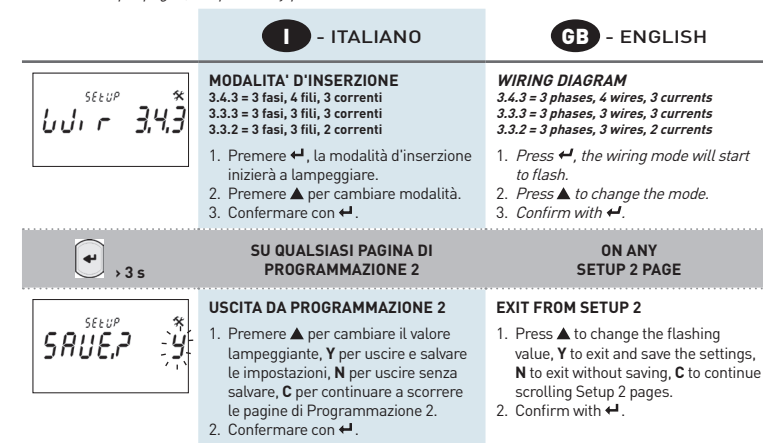 I - ITALIANO
GB - ENGLISH
SETUP
Wir 3.4.3
MODALITA' D'INSERZIONE
3.4.3 = 3 fasi, 4 fili, 3 correnti
3.3.3 = 3 fasi, 3 fili, 3 correnti
3.3.2 = 3 fasi, 3 fili, 2 correnti
1. Premere ↵, la modalità d'inserzione
inizierà a lampeggiare.
2. Premere ▲ per cambiare modalità.
3. Confermare con ↵.
WIRING DIAGRAM
3.4.3 = 3 phases, 4 wires, 3 currents
3.3.3 = 3 phases, 3 wires, 3 currents
3.3.2 = 3 phases, 3 wires, 2 currents
1. Press ↵, the wiring mode will start
to flash.
2. Press ▲ to change the mode.
3. Confirm with ↵.
↵ › 3 s
SU QUALSIASI PAGINA DI
PROGRAMMAZIONE 2
ON ANY
SETUP 2 PAGE
SETUP
SAVE? Y
USCITA DA PROGRAMMAZIONE 2
1. Premere ▲ per cambiare il valore
lampeggiante, Y per uscire e salvare
le impostazioni, N per uscire senza
salvare, C per continuare a scorrere
le pagine di Programmazione 2.
2. Confermare con ↵.
EXIT FROM SETUP 2
1. Press ▲ to change the flashing
value, Y to exit and save the settings,
N to exit without saving, C to continue
scrolling Setup 2 pages.
2. Confirm with ↵.